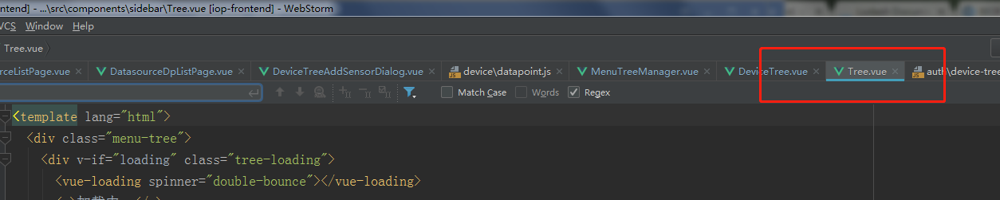 ntend] - ...\src\components\sidebar\Tree.vue [iop-frontend] - WebStorm
VCS Window Help
Tree.vue
rceListPage.vue DatasourceDpListPage.vue DeviceTreeAddSensorDialog.vue device\datapoint.js MenuTreeManager.vue DeviceTree.vue Tree.vue auth\device-tree
Match Case Words Regex
<template lang="html">
<div class="menu-tree">
<div v-if="loading" class="tree-loading">
<vue-loading spinner="double-bounce"></vue-loading>